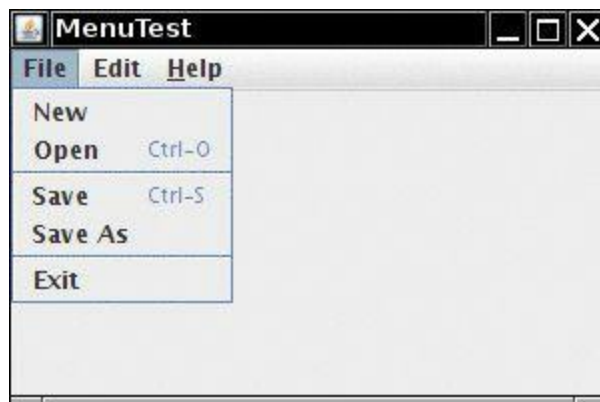 MenuTest
File Edit Help
New
Open Ctrl-O
Save Ctrl-S
Save As
Exit